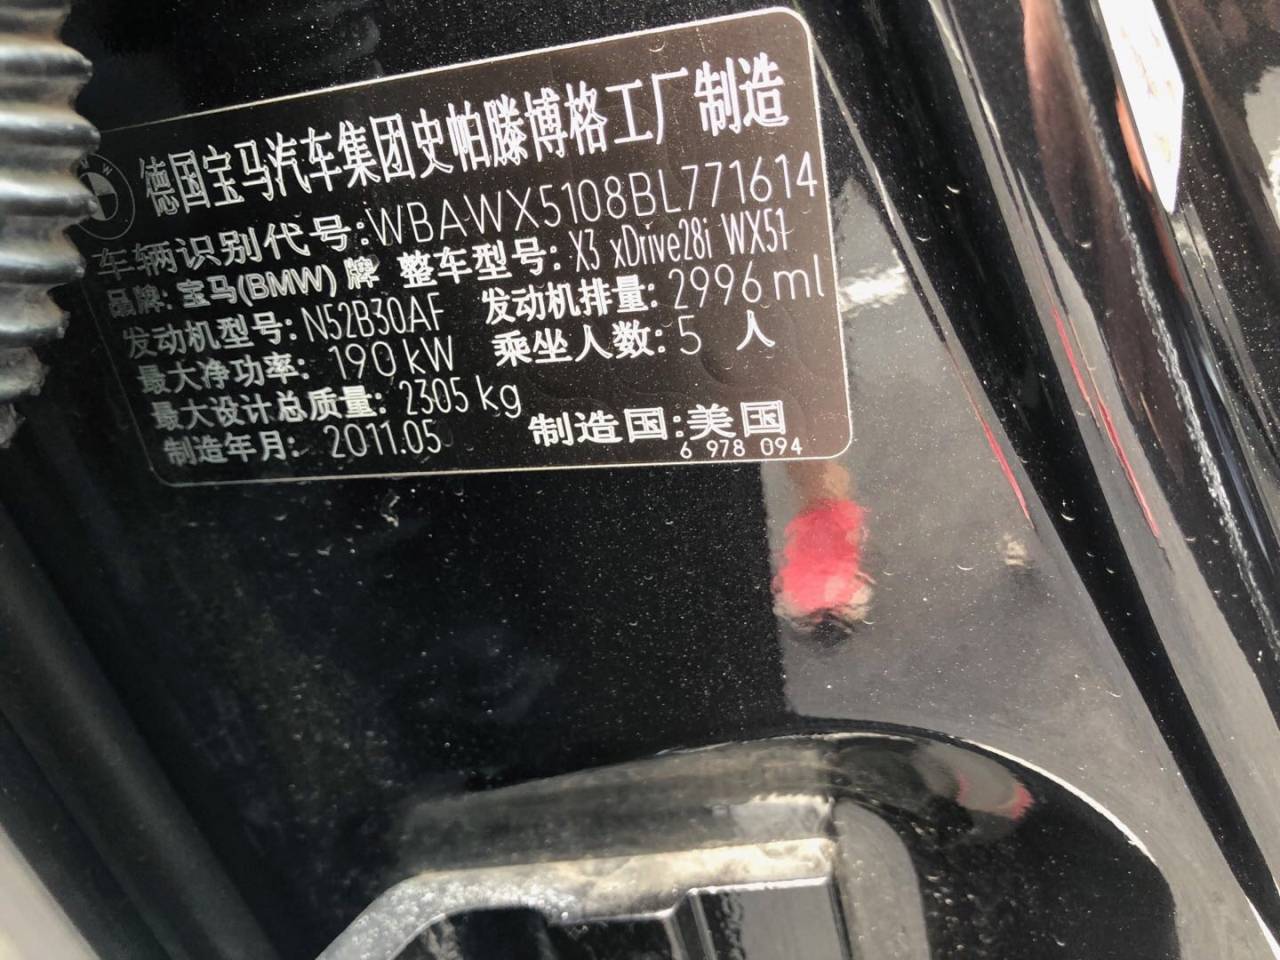 德国宝马汽车集团史帕滕博格工厂制造
车辆识别代号:WBAWX5108BL771614
品牌:宝马(BMW)牌 整车型号:X3 xDrive28i WX51
发动机型号:N52B30AF 发动机排量:2996 ml
最大净功率: 190 kW 乘坐人数:5 人
最大设计总质量: 2305 kg
制造年月: 2011.05 制造国:美国
6 978 094